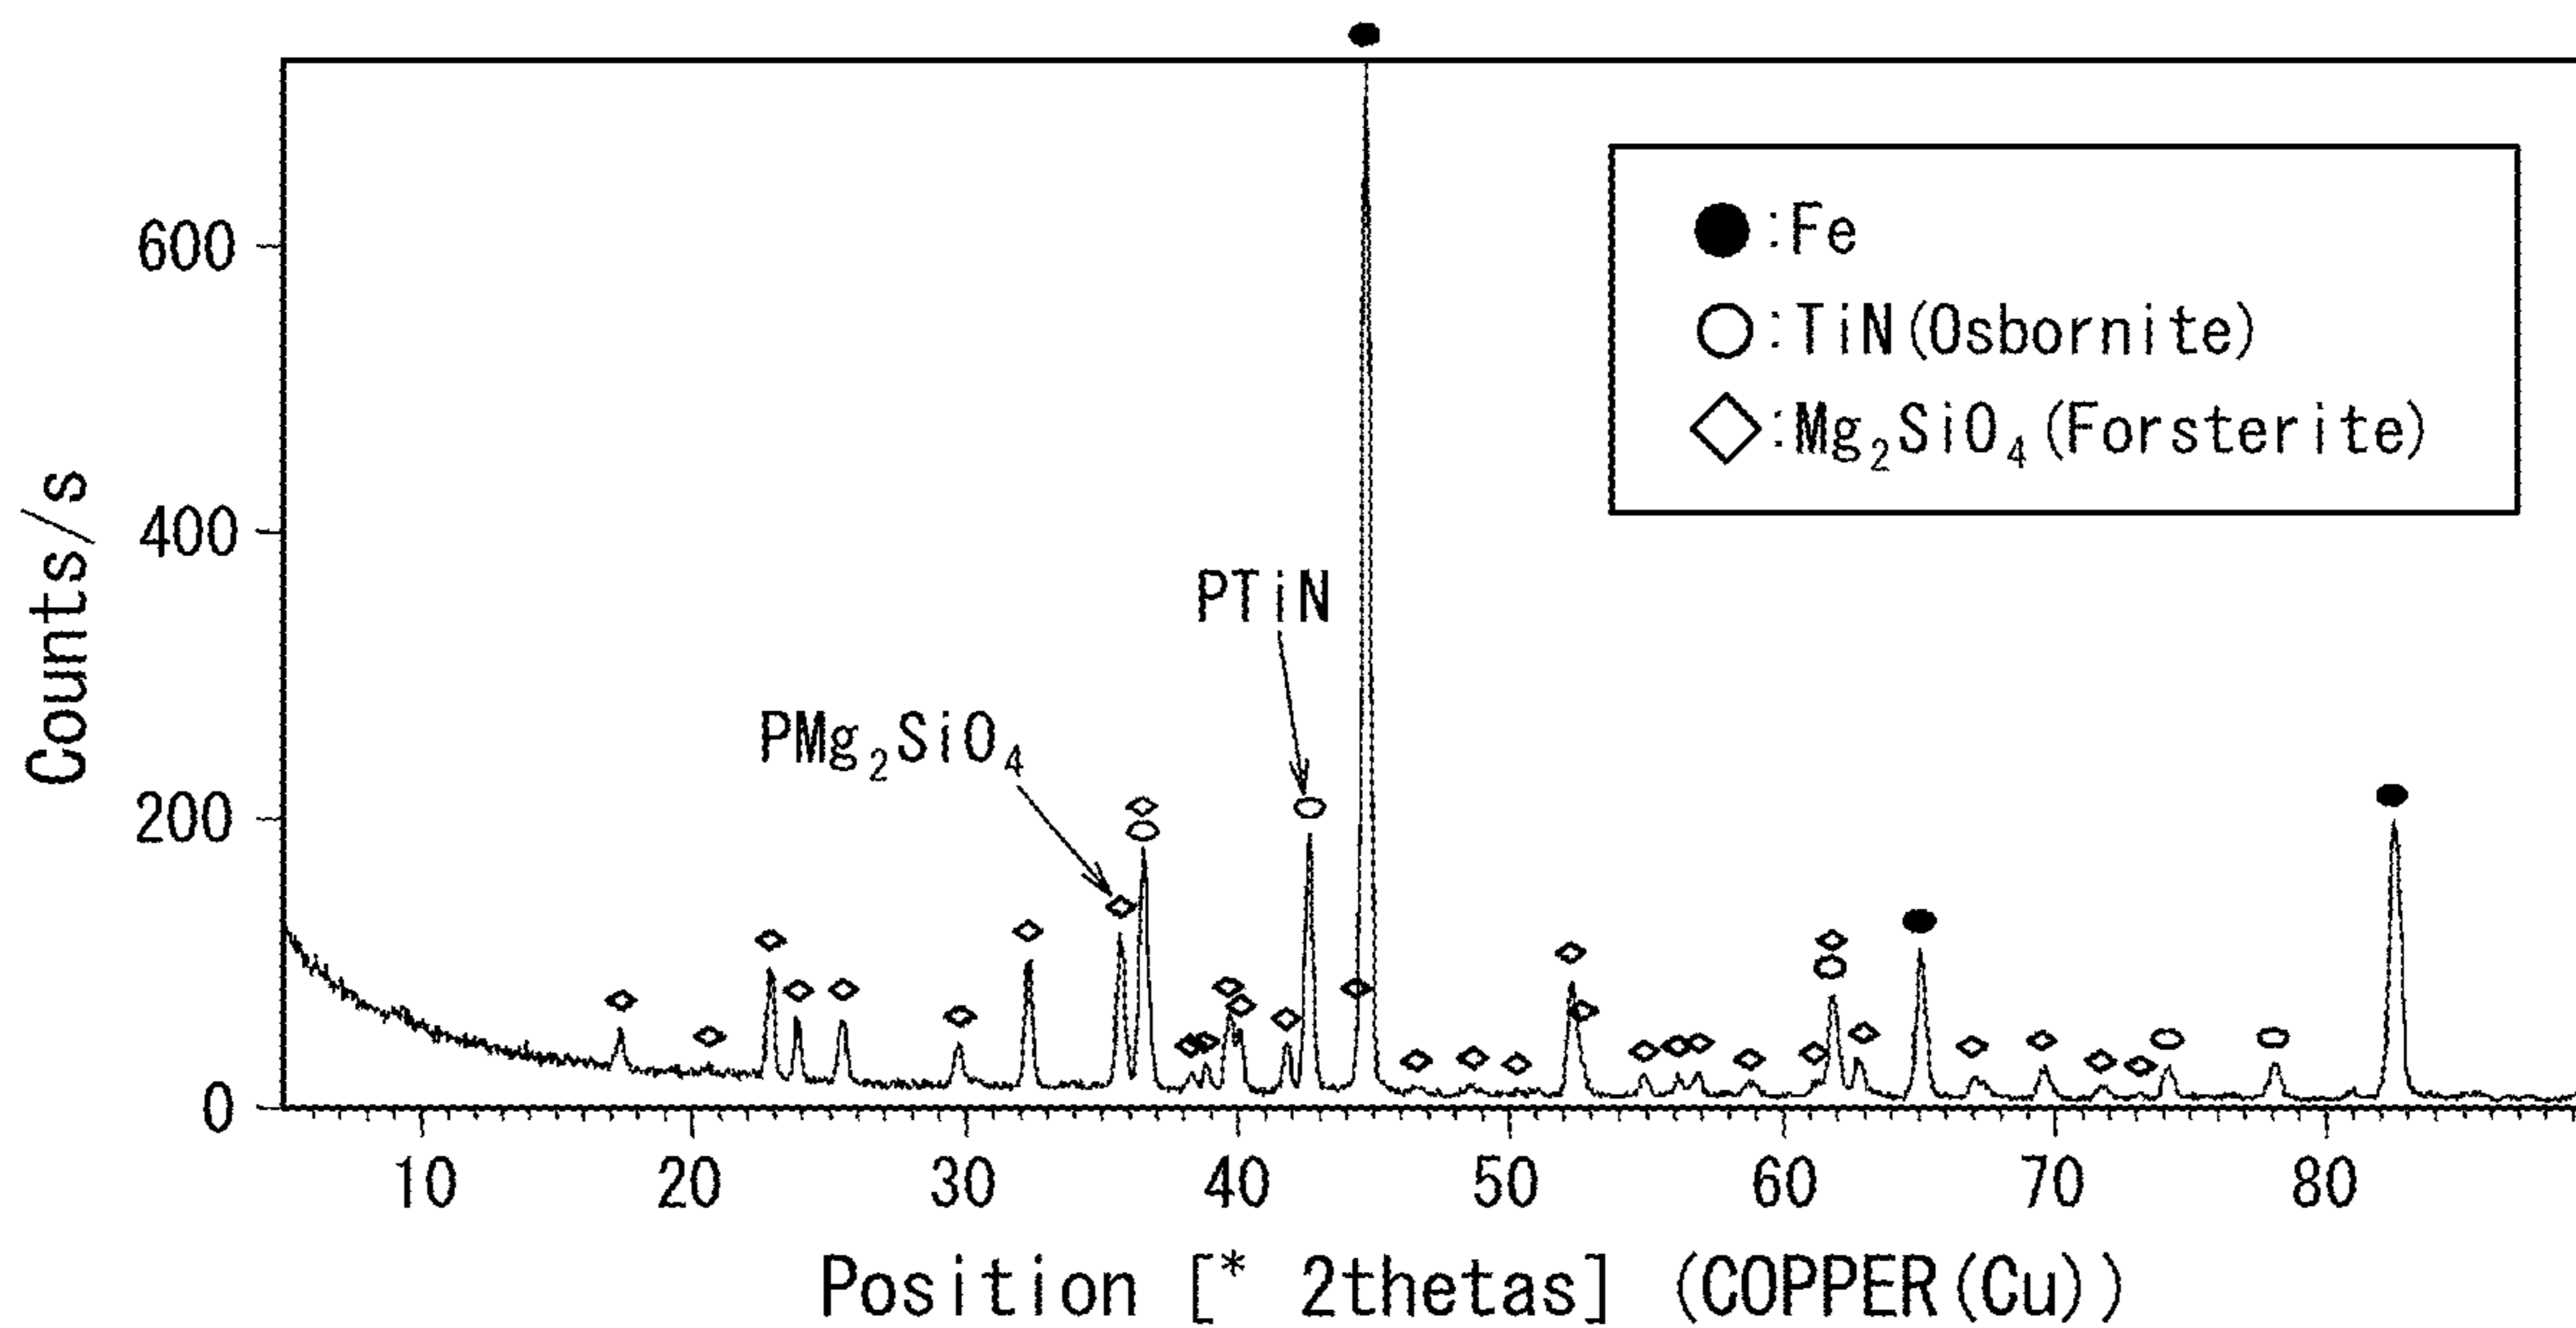 Counts/s
600
400
200
0
:Fe
:TiN(Osbornite)
:Mg₂SiO₄(Forsterite)
PTiN
PMg₂SiO₄
10 20 30 40 50 60 70 80
Position [* 2thetas] (COPPER(Cu))